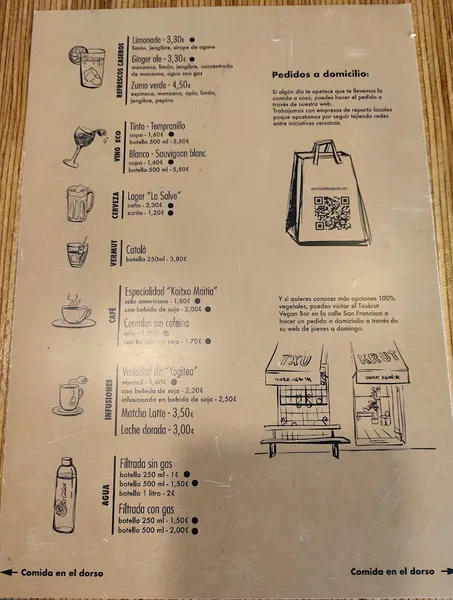 REFRESCOS CASEROS
Limonada - 3,30€
limón, jengibre, sirope de agave
Ginger ale - 3,30€
manzana, limón, jengibre, concentrado
de manzana, agua con gas
Zumo verde - 4,50€
espinaca, manzana, apio, limón,
jengibre, pepino
VINO ECO
Tinto - Tempranillo
copa - 1,60€
botella 500 ml - 5,50€
Blanco - Sauvignon blanc
copa - 1,60€
botella 500 ml - 5,50€
CERVEZA
Lager "La Salve"
caña - 2,50€
zurito - 1,20€
VERMUT
Català
botella 250ml - 3,80€
CAFÉ
Especialidad "Kaitxo Maitia"
solo americano - 1,80€
con bebida de soja - 2,00€
Cereales sin cafeína
con bebida de soja - 1,70€
INFUSIONES
Variedad de "Yogitea"
normal - 1,80€
con bebida de soja - 2,20€
infusionado en bebida de soja - 2,50€
Matcha Latte - 3,50€
Leche dorada - 3,00€
AGUA
Filtrada sin gas
botella 250 ml - 1€
botella 500 ml - 1,50€
botella 1 litro - 2€
Filtrada con gas
botella 250 ml - 1,50€
botella 500 ml - 2,00€
Comida en el dorso
Pedidos a domicilio:
Si algún día te apetece que te llevemos la
comida a casa, puedes hacer el pedido a
través de nuestra web.
Trabajamos con empresas de reparto locales
porque apostamos por seguir tejiendo redes
entre iniciativas cercanas.
Y si quieres conocer más opciones 100%
vegetales, puedes visitar el Txukrut
Vegan Bar en la calle San Francisco o
hacer un pedido a domicilio a través de
su web de jueves a domingo.
TXU
KRUT
Comida en el dorso